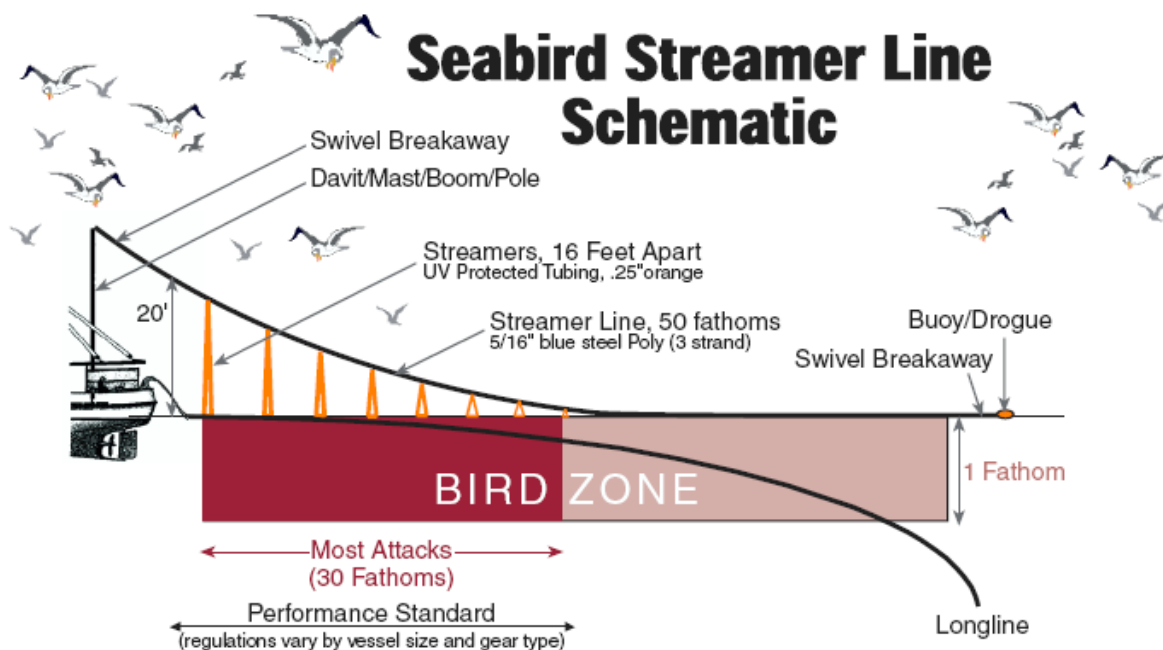 Seabird Streamer Line
Schematic
Swivel Breakaway
Davit/Mast/Boom/Pole
Streamers, 16 Feet Apart
UV Protected Tubing, .25"orange
20'
Streamer Line, 50 fathoms
5/16" blue steel Poly (3 strand)
Buoy/Drogue
Swivel Breakaway
BIRD ZONE
1 Fathom
Most Attacks
(30 Fathoms)
Performance Standard
(regulations vary by vessel size and gear type)
Longline